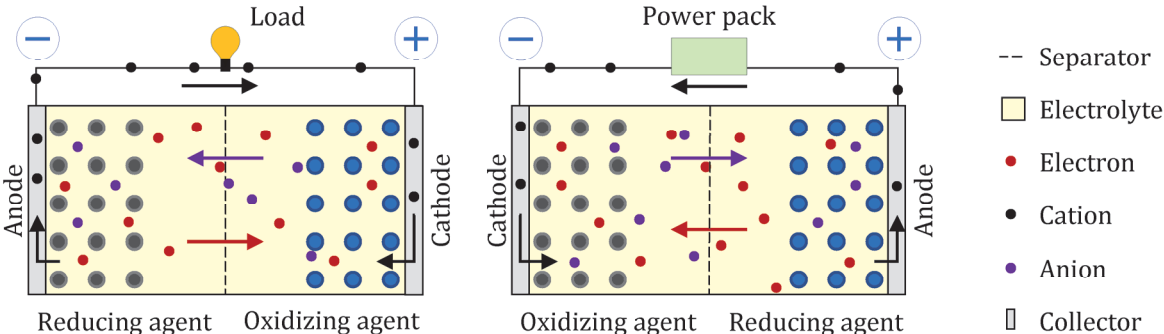 Load
Power pack
− + − +
Separator
Electrolyte
Electron
Cation
Anion
Collector
Anode
Cathode
Cathode
Anode
Reducing agent
Oxidizing agent
Oxidizing agent
Reducing agent